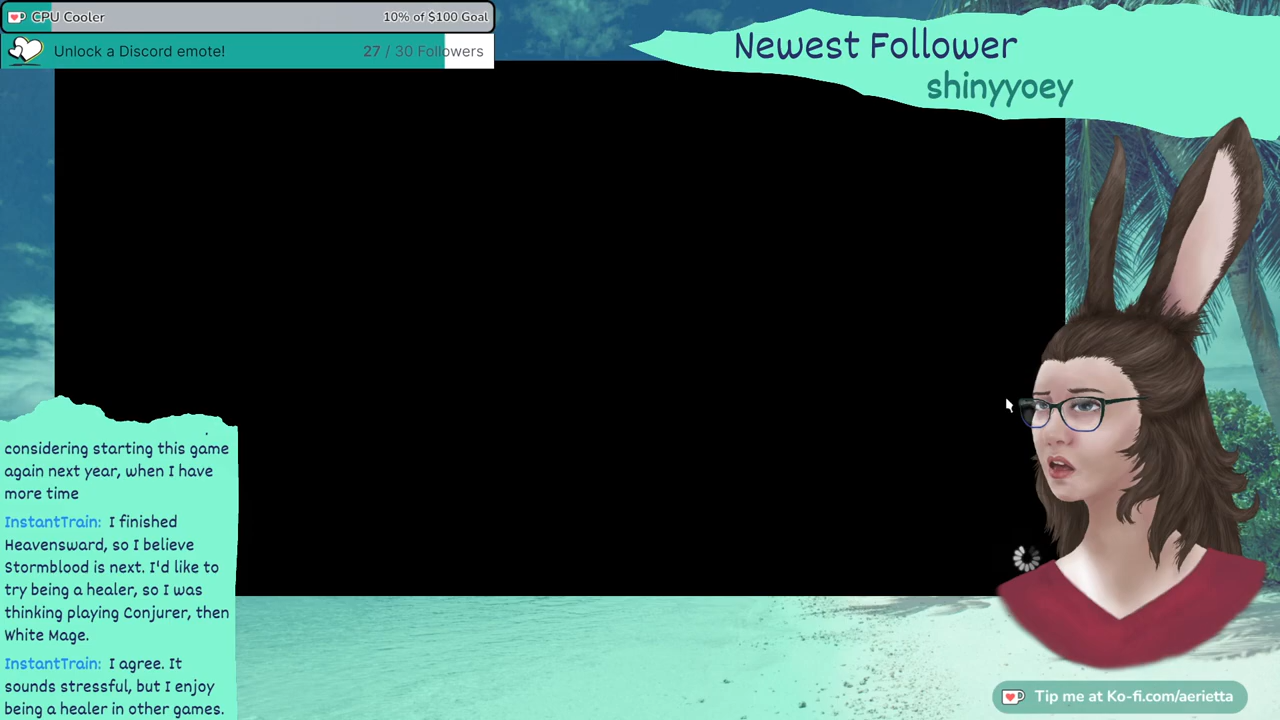 CPU Cooler 10% of $100 Goal
Unlock a Discord emote! 27 / 30 Followers
Newest Follower
shinyyoey
considering starting this game
again next year, when I have
more time
InstantTrain: I finished
Heavensward, so I believe
Stormblood is next. I'd like to
try being a healer, so I was
thinking playing Conjurer, then
White Mage.
InstantTrain: I agree. It
sounds stressful, but I enjoy
being a healer in other games.
Tip me at Ko-fi.com/aerietta